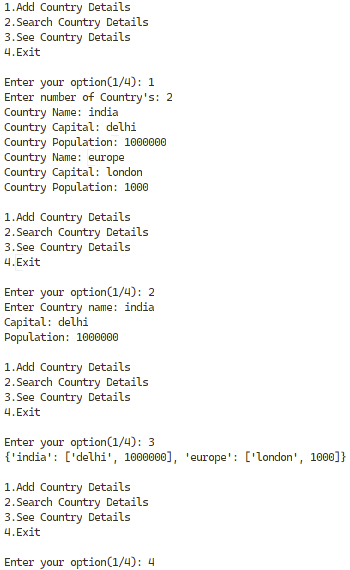 1.Add Country Details
2.Search Country Details
3.See Country Details
4.Exit
Enter your option(1/4): 1
Enter number of Country's: 2
Country Name: india
Country Capital: delhi
Country Population: 1000000
Country Name: europe
Country Capital: london
Country Population: 1000
1.Add Country Details
2.Search Country Details
3.See Country Details
4.Exit
Enter your option(1/4): 2
Enter Country name: india
Capital: delhi
Population: 1000000
1.Add Country Details
2.Search Country Details
3.See Country Details
4.Exit
Enter your option(1/4): 3
{'india': ['delhi', 1000000], 'europe': ['london', 1000]}
1.Add Country Details
2.Search Country Details
3.See Country Details
4.Exit
Enter your option(1/4): 4